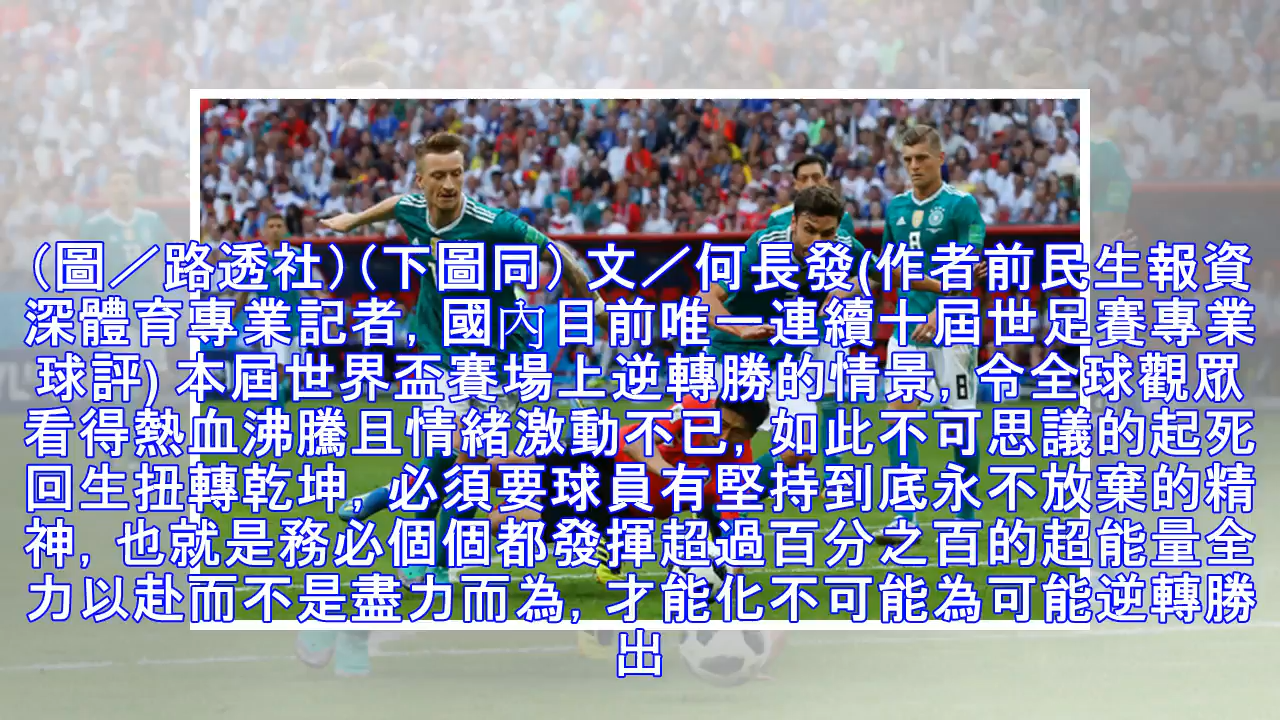 (圖／路透社)(下圖同) 文／何長發(作者前民生報資
深體育專業記者, 國內目前唯一連續十屆世足賽專業
球評) 本屆世界盃賽場上逆轉勝的情景, 令全球觀眾
看得熱血沸騰且情緒激動不已, 如此不可思議的起死
回生扭轉乾坤, 必須要球員有堅持到底永不放棄的精
神, 也就是務必個個都發揮超過百分之百的超能量全
力以赴而不是盡力而為, 才能化不可能為可能逆轉勝
出
8
8